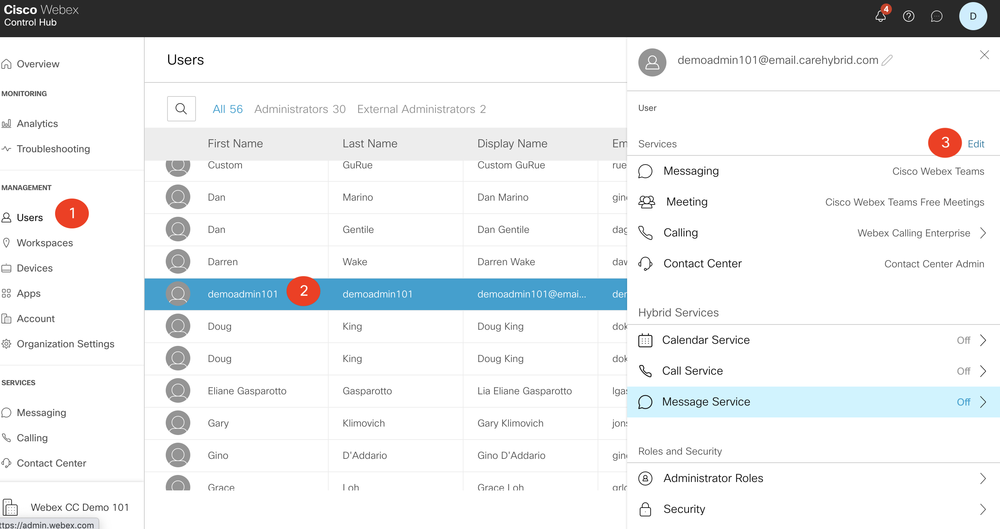 Cisco Webex
Control Hub
4
D
Overview
MONITORING
Analytics
Troubleshooting
MANAGEMENT
Users
1
Workspaces
Devices
Apps
Account
Organization Settings
SERVICES
Messaging
Calling
Contact Center
Webex CC Demo 101
ttps://admin.webex.com
Users
All 56 Administrators 30 External Administrators 2
First Name Last Name Display Name Em
Custom GuRue Custom GuRue rue
Dan Marino Dan Marino gin
Dan Gentile Dan Gentile dag
Darren Wake Darren Wake dav
demoadmin101 2 demoadmin101 demoadmin101@emai... der
Doug King Doug King dok
Doug King Doug King dok
Eliane Gasparotto Gasparotto Lia Eliane Gasparotto lgas
Gary Klimovich Gary Klimovich jons
Gino D'Addario Gino D'Addario gin
Grace Loh Grace Loh grlo
demoadmin101@email.carehybrid.com
User
Services 3 Edit
Messaging Cisco Webex Teams
Meeting Cisco Webex Teams Free Meetings
Calling Webex Calling Enterprise
Contact Center Contact Center Admin
Hybrid Services
Calendar Service Off
Call Service Off
Message Service Off
Roles and Security
Administrator Roles
Security